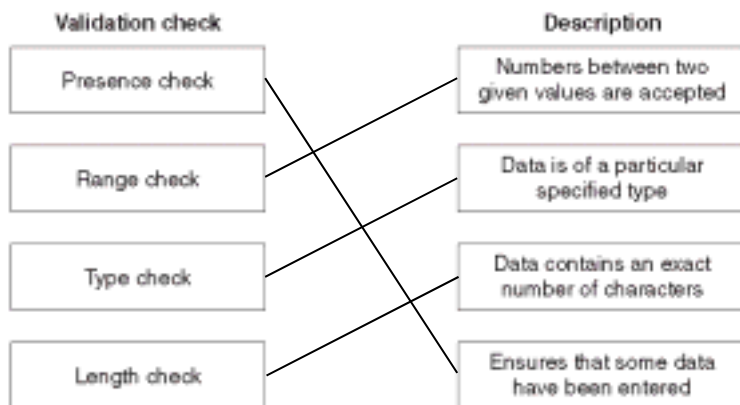 Validation check
Description
Presence check
Numbers between two
given values are accepted
Range check
Data is of a particular
specified type
Type check
Data contains an exact
number of characters
Length check
Ensures that some data
have been entered